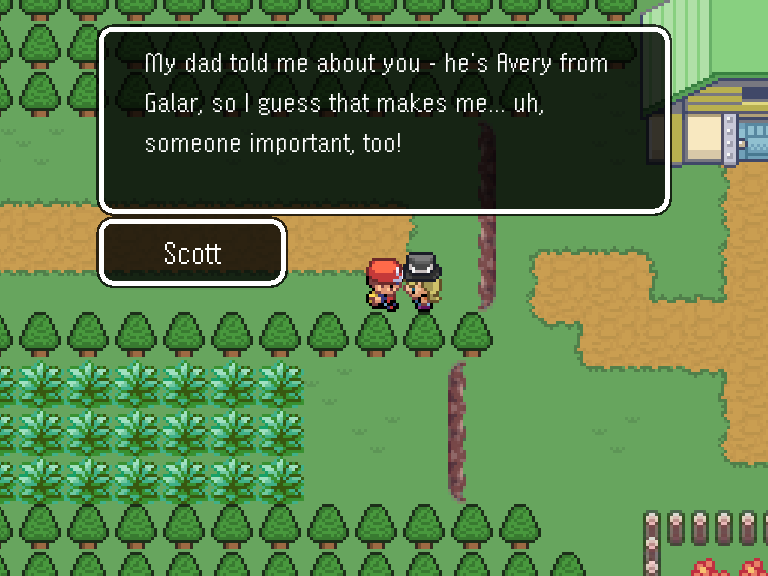 My dad told me about you - he's Avery from
Galar, so I guess that makes me... uh,
someone important, too!
Scott